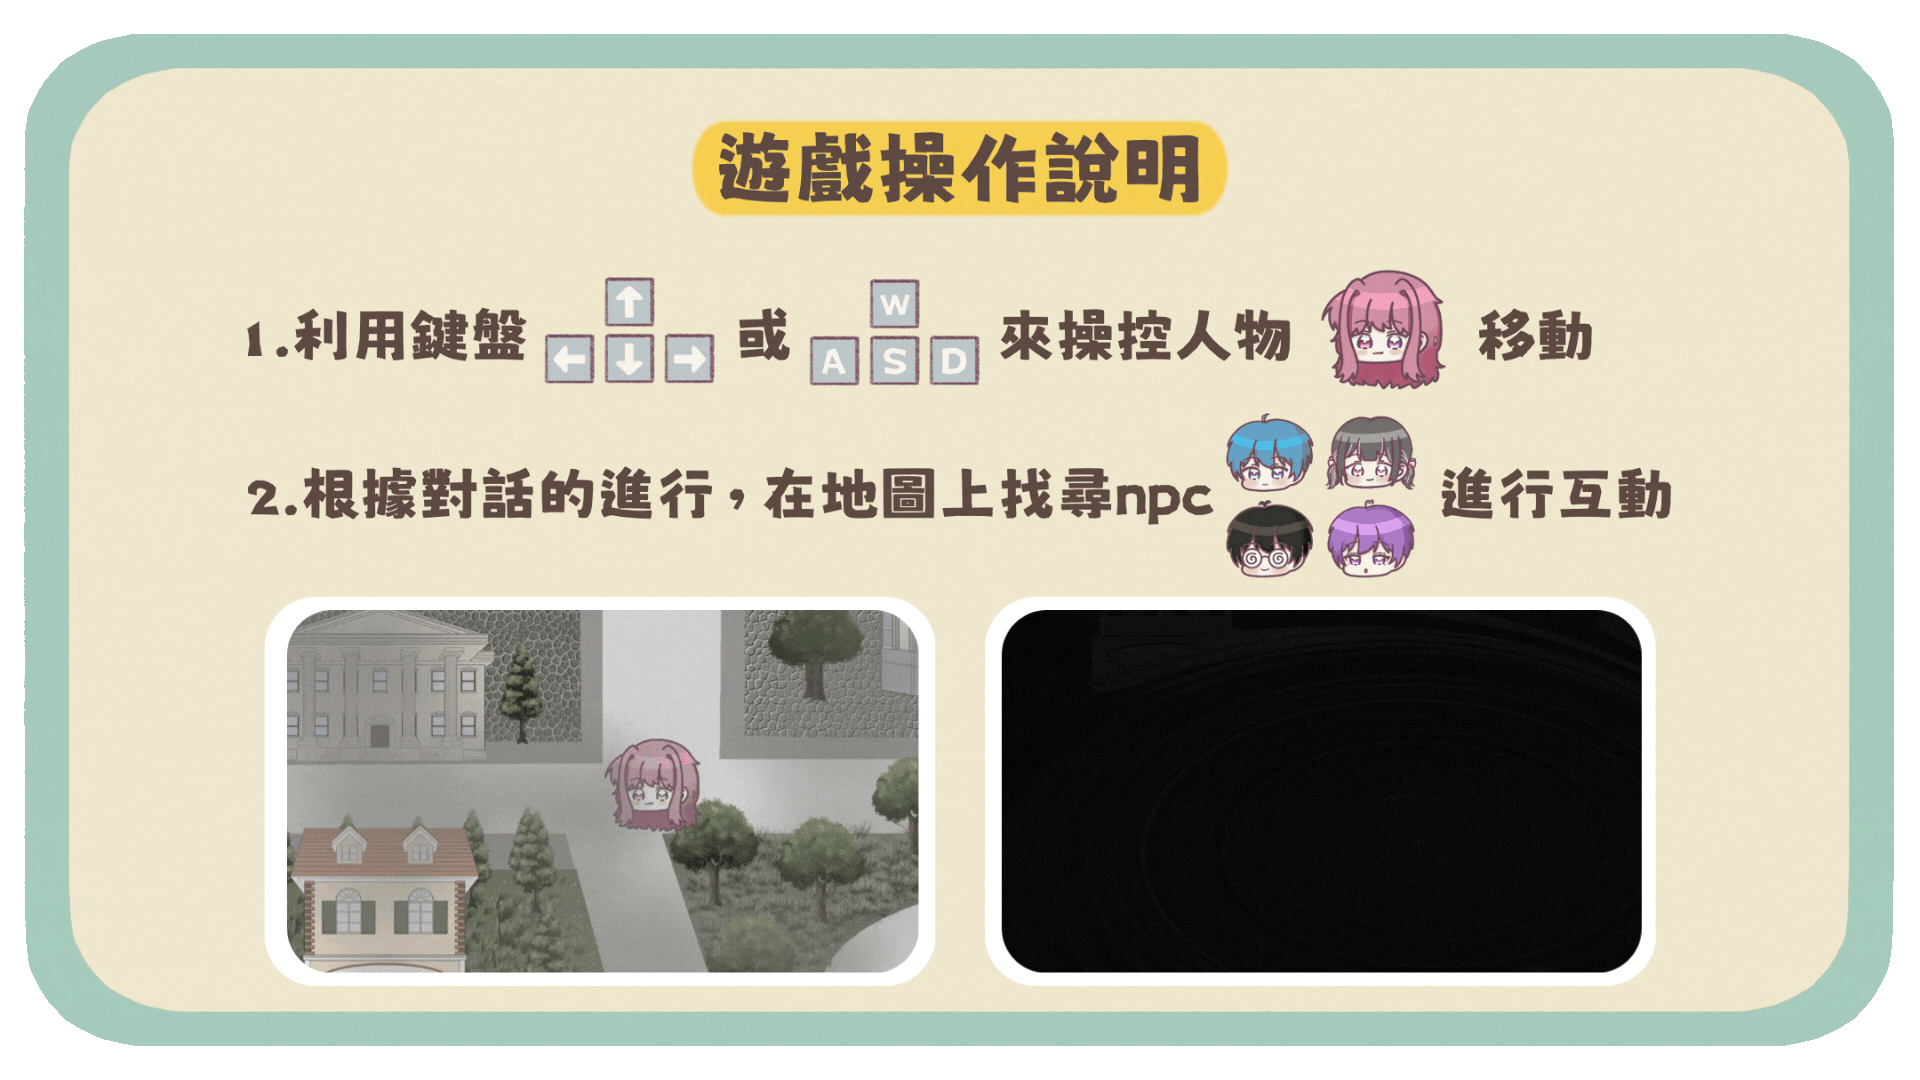 遊戲操作說明
1.利用鍵盤 ↑ ← ↓ → 或 W A S D 來操控人物 移動
2.根據對話的進行，在地圖上找尋npc 進行互動